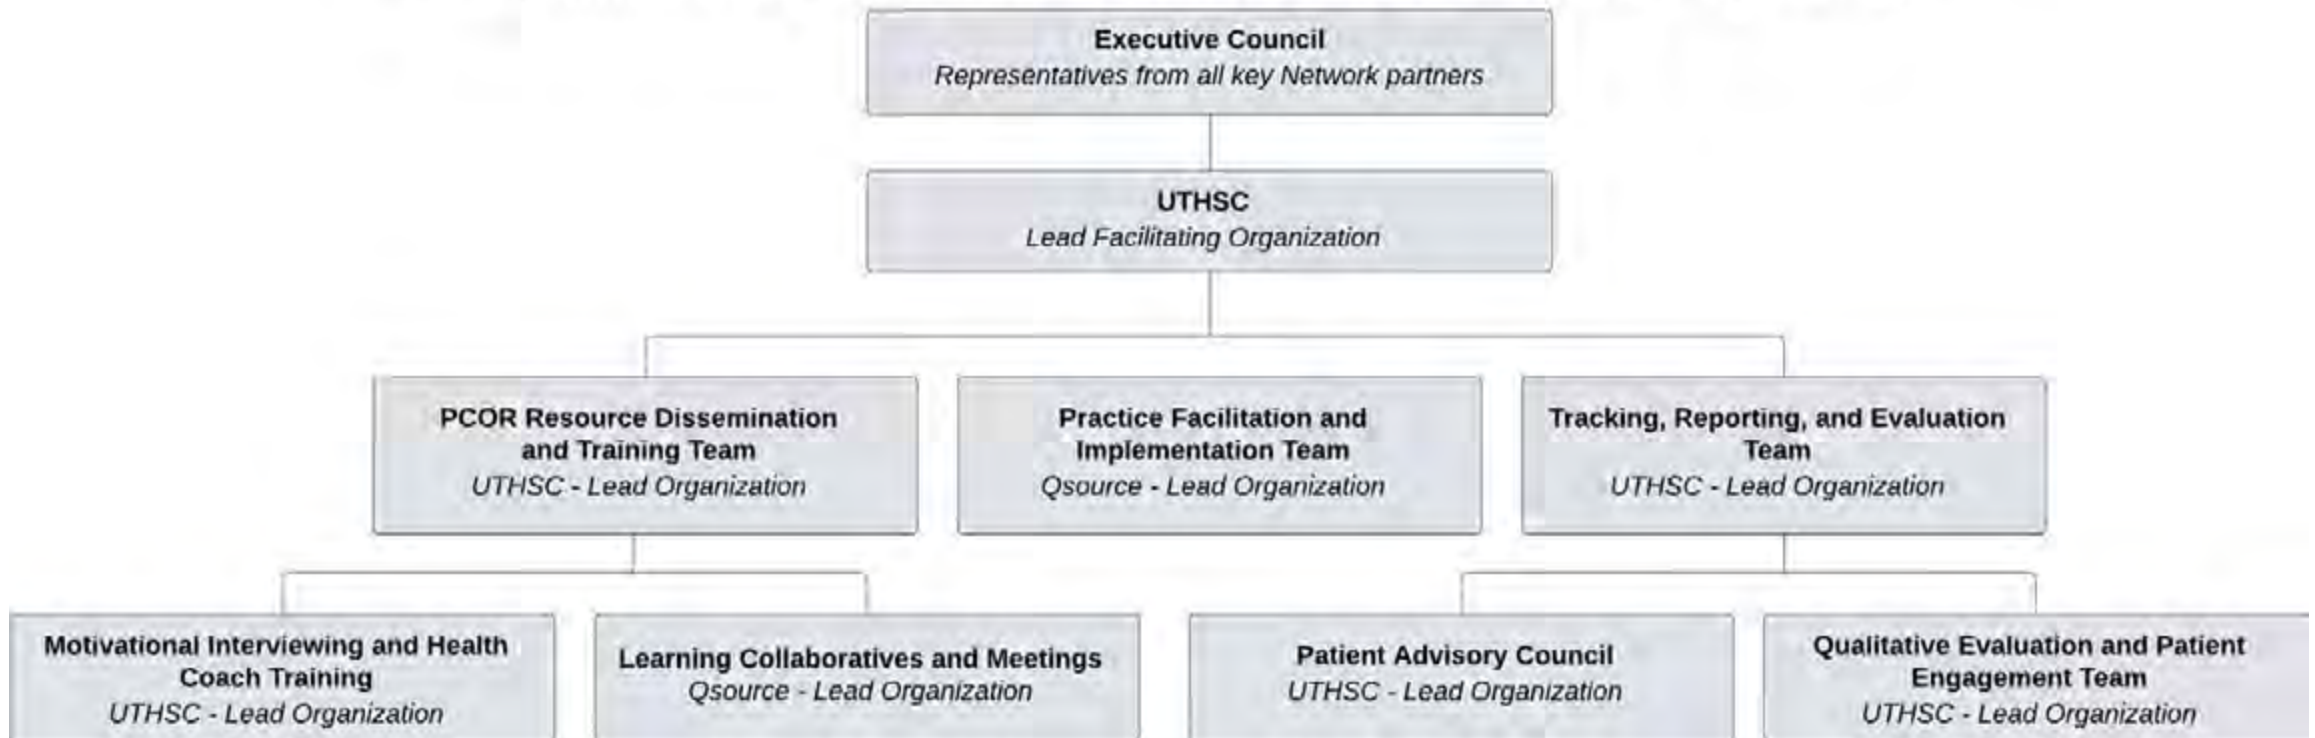 Executive Council
Representatives from all key Network partners
UTHSC
Lead Facilitating Organization
PCOR Resource Dissemination
and Training Team
UTHSC - Lead Organization
Practice Facilitation and
Implementation Team
Qsource - Lead Organization
Tracking, Reporting, and Evaluation
Team
UTHSC - Lead Organization
Motivational Interviewing and Health
Coach Training
UTHSC - Lead Organization
Learning Collaboratives and Meetings
Qsource - Lead Organization
Patient Advisory Council
UTHSC - Lead Organization
Qualitative Evaluation and Patient
Engagement Team
UTHSC - Lead Organization